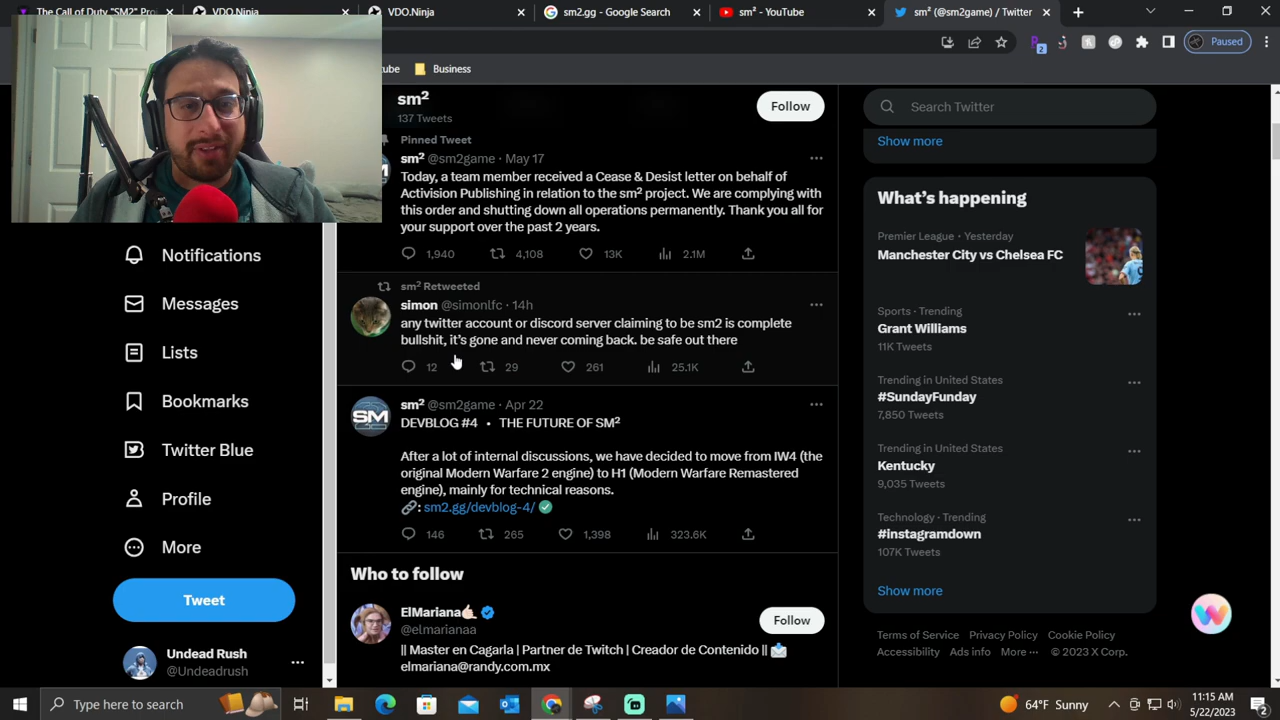 The Call of Duty "SM2" Proj
VDO.Ninja
VDO.Ninja
sm2.gg - Google Search
sm² - YouTube
sm² (@sm2game) / Twitter
Paused
2
Business
sm²
137 Tweets
Follow
Search Twitter
Show more
Pinned Tweet
sm² @sm2game · May 17
Today, a team member received a Cease & Desist letter on behalf of
Activision Publishing in relation to the sm² project. We are complying with
this order and shutting down all operations permanently. Thank you all for
your support over the past 2 years.
1,940 4,108 13K 2.1M
sm² Retweeted
simon @simonlfc · 14h
any twitter account or discord server claiming to be sm2 is complete
bullshit, it's gone and never coming back. be safe out there
12 29 261 25.1K
sm² @sm2game · Apr 22
SM
DEVBLOG #4 • THE FUTURE OF SM²
After a lot of internal discussions, we have decided to move from IW4 (the
original Modern Warfare 2 engine) to H1 (Modern Warfare Remastered
engine), mainly for technical reasons.
: sm2.gg/devblog-4/
146 265 1,398 323.6K
Who to follow
ElMariana
@elmarianaa
Follow
|| Master en Cagarla | Partner de Twitch | Creador de Contenido ||
elmariana@randy.com.mx
Notifications
Messages
Lists
Bookmarks
Twitter Blue
Profile
More
Tweet
Undead Rush
@Undeadrush
What's happening
Premier League · Yesterday
Manchester City vs Chelsea FC
Sports · Trending
Grant Williams
11K Tweets
Trending in United States
#SundayFunday
7,850 Tweets
Trending in United States
Kentucky
9,035 Tweets
Technology · Trending
#instagramdown
107K Tweets
Show more
Terms of Service Privacy Policy Cookie Policy
Accessibility Ads info More ··· © 2023 X Corp.
Type here to search
64°F Sunny
11:15 AM
5/22/2023
2